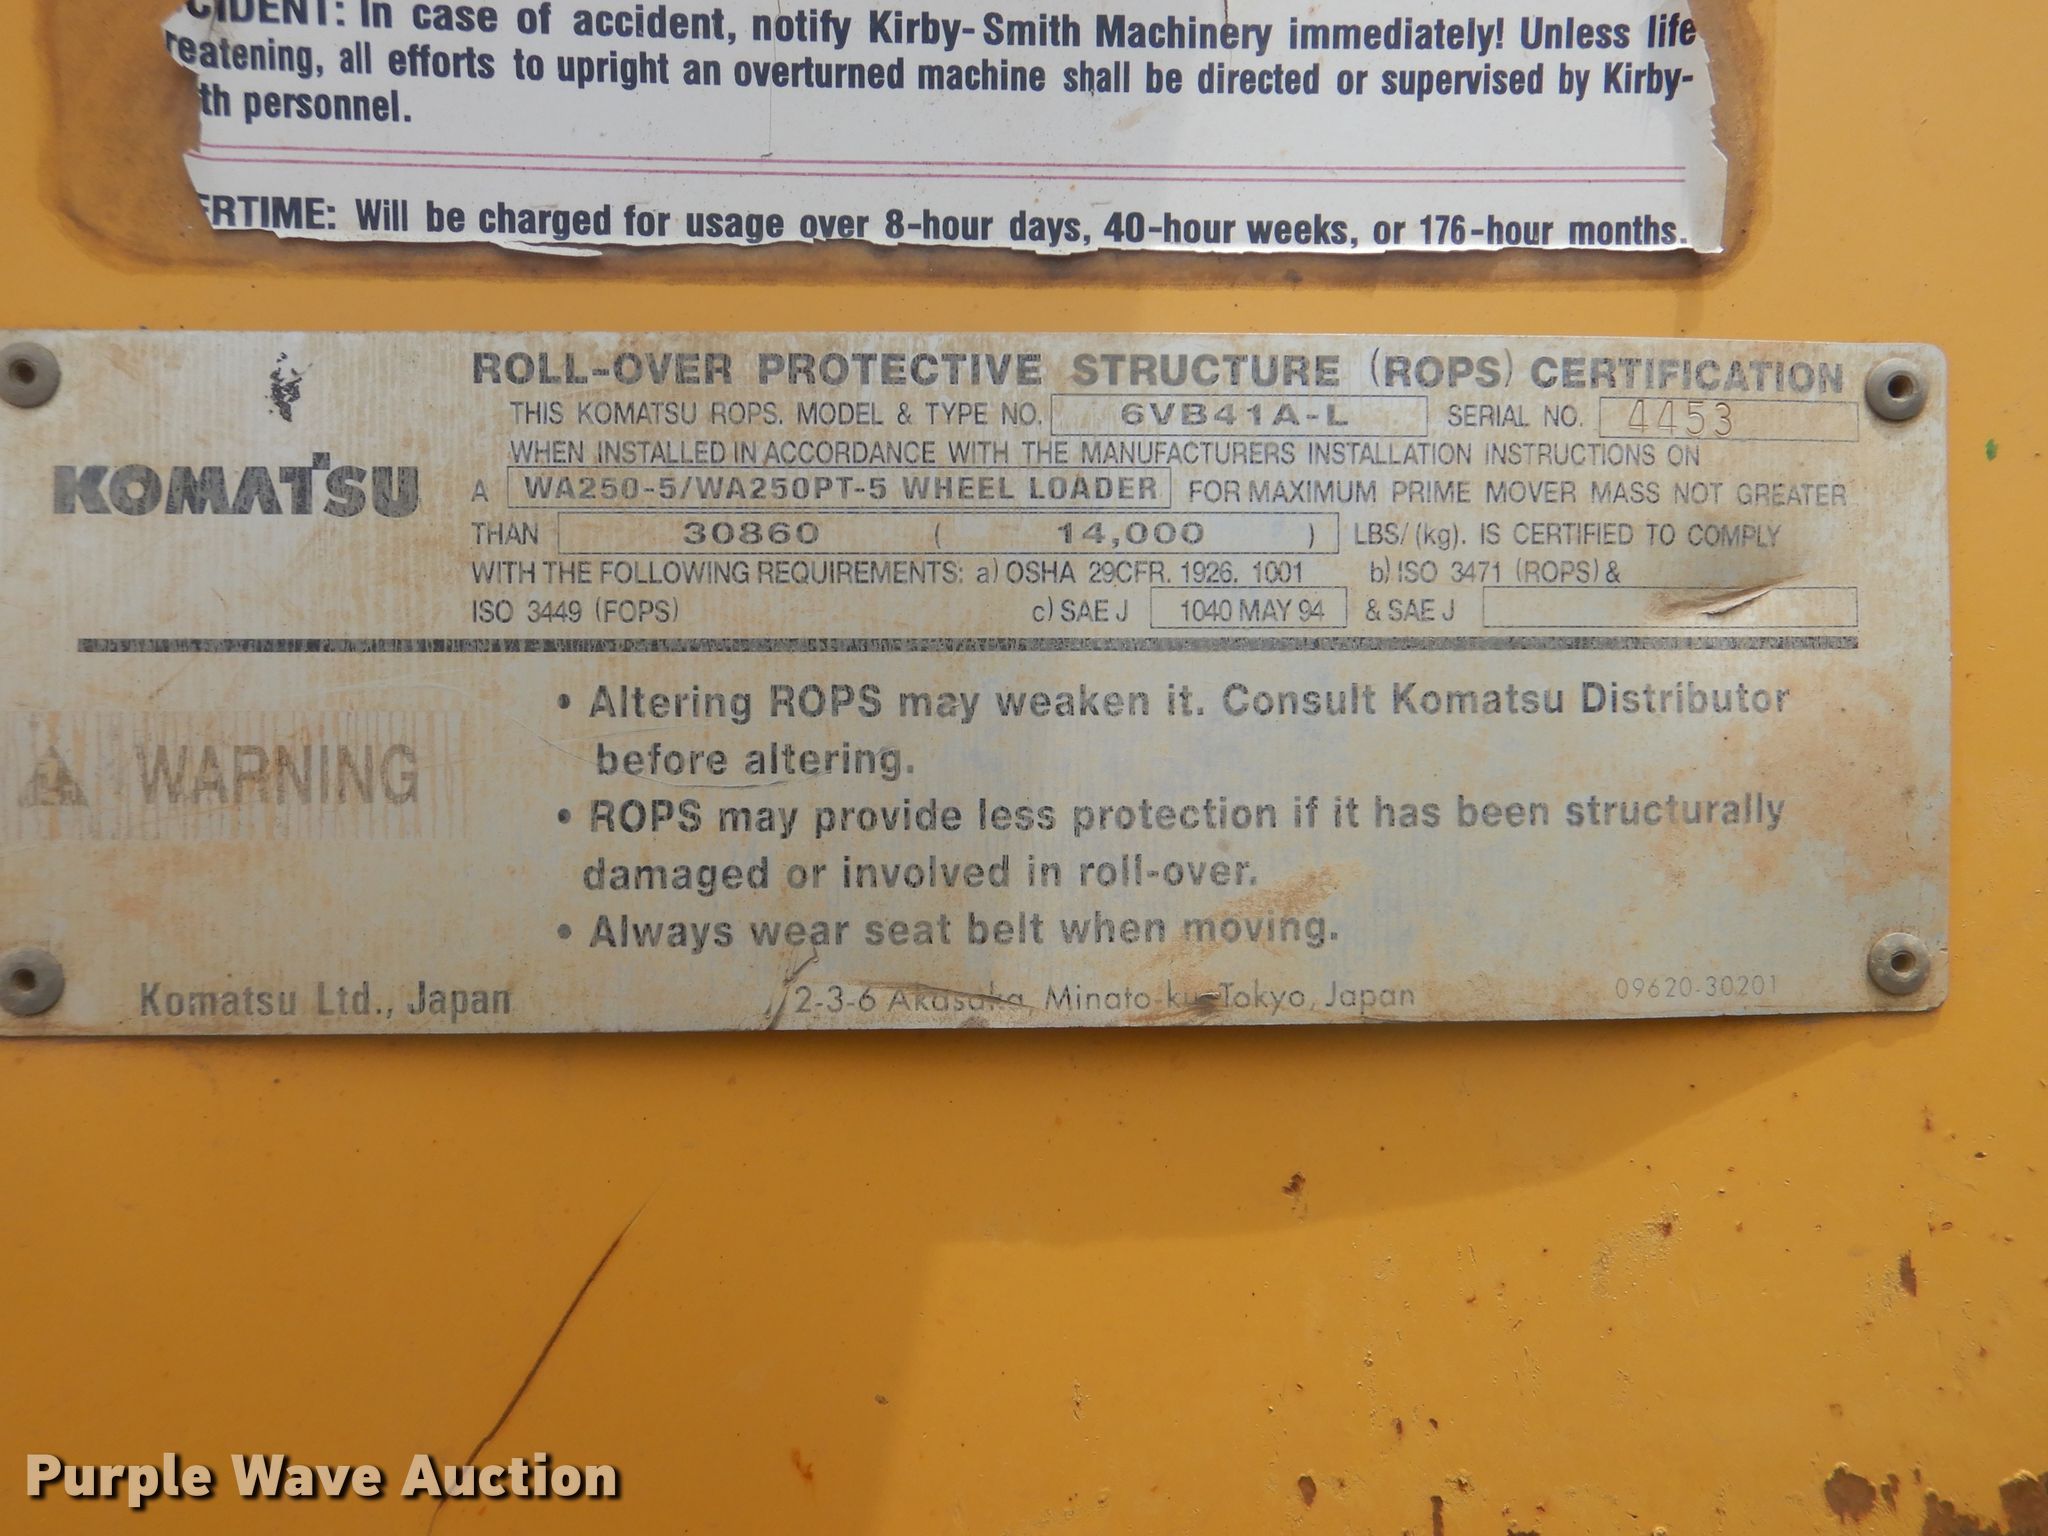 CIDENT: In case of accident, notify Kirby-Smith Machinery immediately! Unless life
reatening, all efforts to upright an overturned machine shall be directed or supervised by Kirby-
th personnel.
ERTIME: Will be charged for usage over 8-hour days, 40-hour weeks, or 176-hour months.
ROLL-OVER PROTECTIVE STRUCTURE (ROPS) CERTIFICATION
THIS KOMATSU ROPS. MODEL & TYPE NO. 6VB41A-L SERIAL NO. 4453
WHEN INSTALLED IN ACCORDANCE WITH THE MANUFACTURERS INSTALLATION INSTRUCTIONS ON
KOMATSU
A WA250-5/WA250PT-5 WHEEL LOADER FOR MAXIMUM PRIME MOVER MASS NOT GREATER
THAN 30860 ( 14,000 ) LBS/(kg). IS CERTIFIED TO COMPLY
WITH THE FOLLOWING REQUIREMENTS: a) OSHA 29CFR. 1926. 1001 b) ISO 3471 (ROPS) &
ISO 3449 (FOPS) c) SAE J 1040 MAY 94 & SAE J
WARNING
• Altering ROPS may weaken it. Consult Komatsu Distributor
before altering.
• ROPS may provide less protection if it has been structurally
damaged or involved in roll-over.
• Always wear seat belt when moving.
Komatsu Ltd., Japan 2-3-6 Akasaka, Minato-ku, Tokyo, Japan 09620-30201
Purple Wave Auction